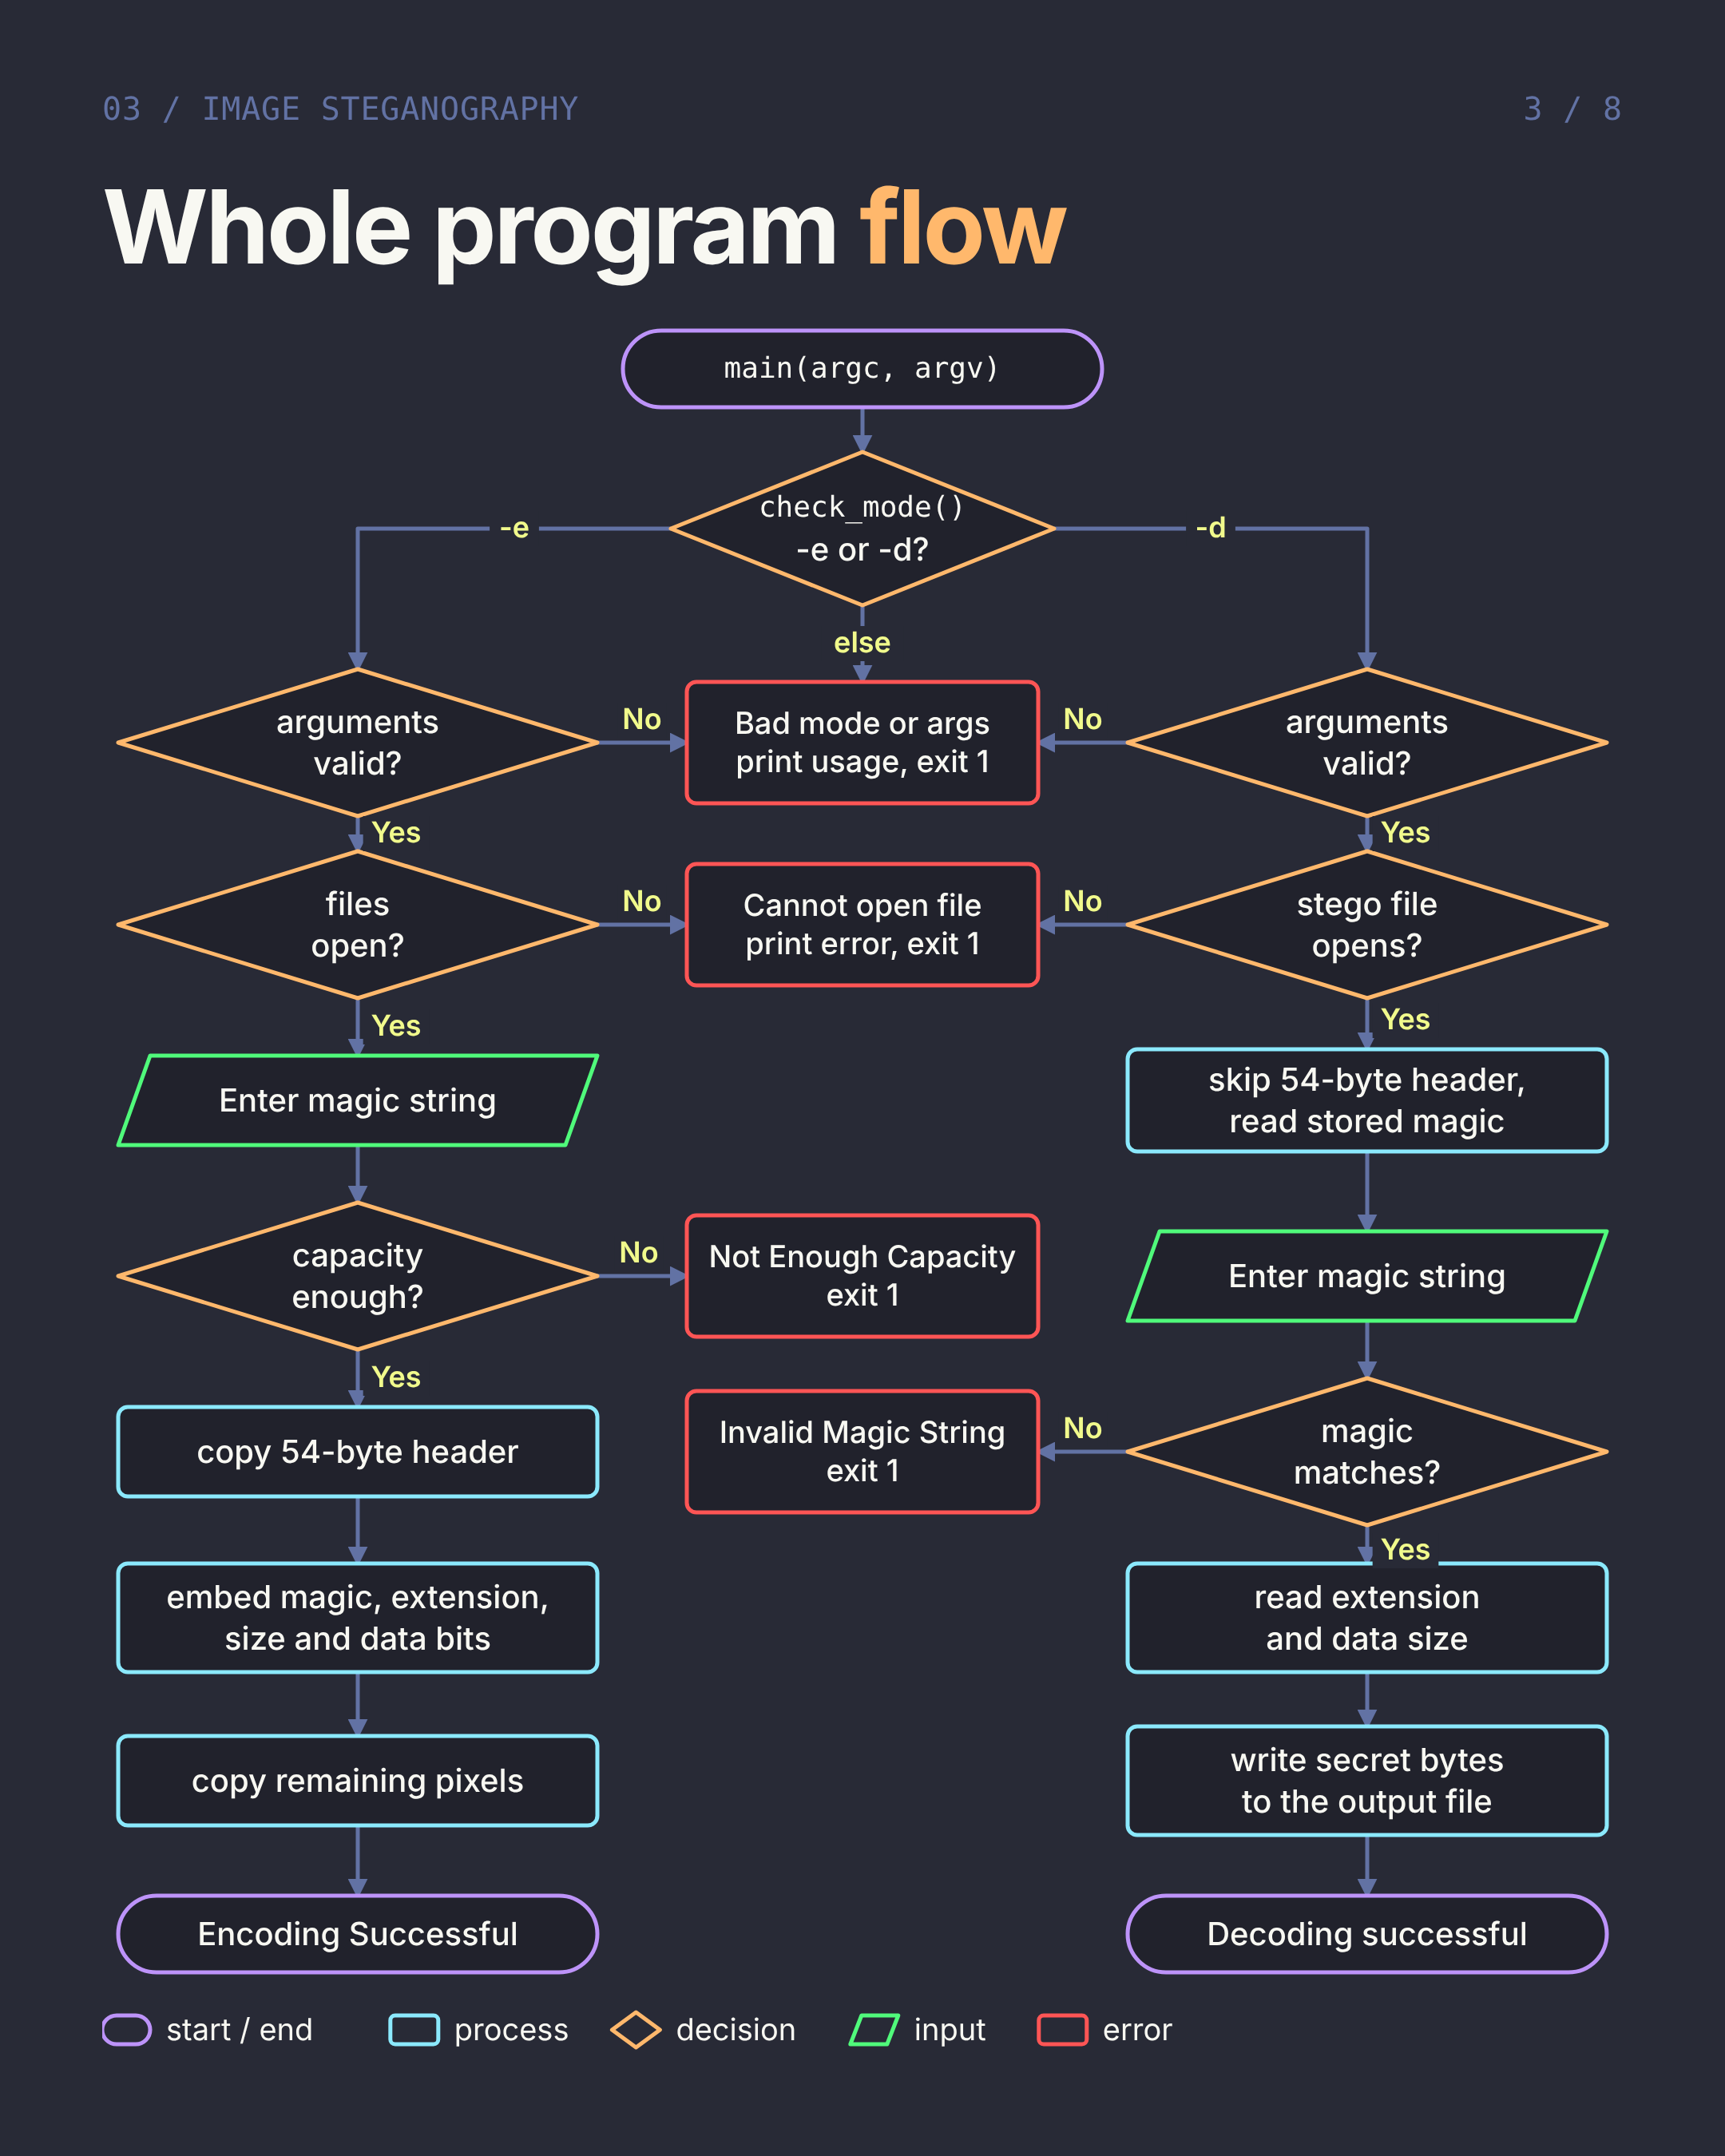 03 / IMAGE STEGANOGRAPHY
3 / 8
Whole program flow
main(argc, argv)
check_mode()
-e or -d?
-e
-d
else
arguments
valid?
No
Bad mode or args
print usage, exit 1
No
arguments
valid?
Yes
Yes
files
open?
No
Cannot open file
print error, exit 1
No
stego file
opens?
Yes
Yes
Enter magic string
skip 54-byte header,
read stored magic
capacity
enough?
No
Not Enough Capacity
exit 1
Enter magic string
Yes
copy 54-byte header
Invalid Magic String
exit 1
No
magic
matches?
Yes
embed magic, extension,
size and data bits
read extension
and data size
copy remaining pixels
write secret bytes
to the output file
Encoding Successful
Decoding successful
start / end
process
decision
input
error